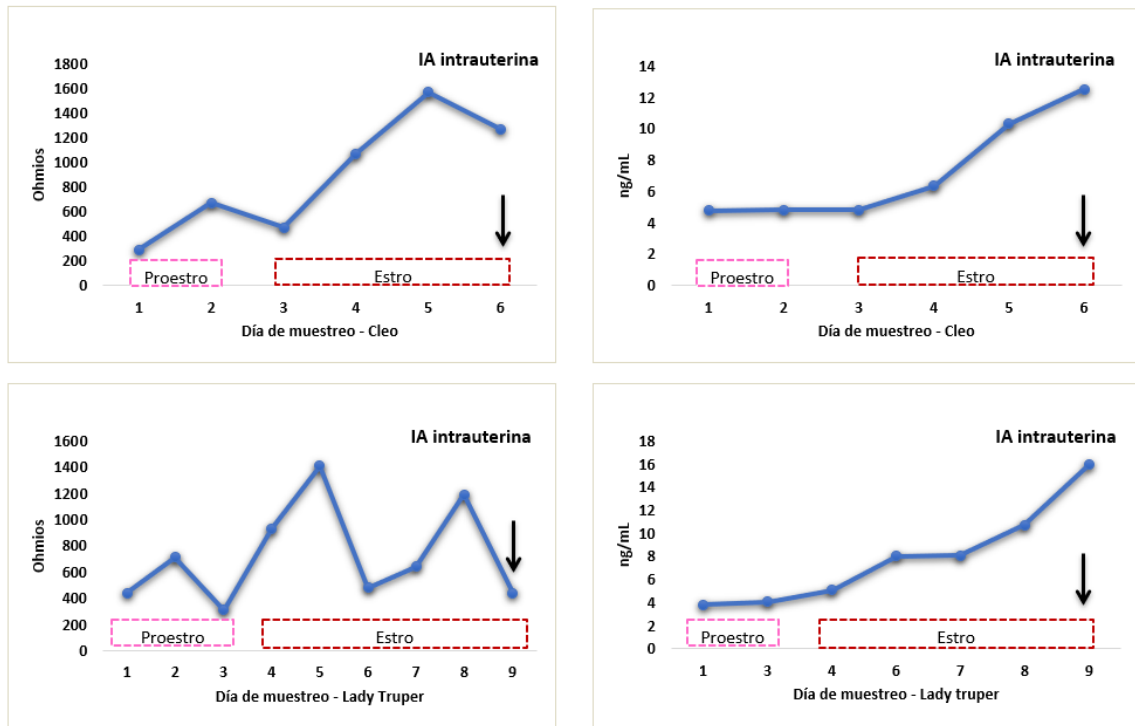 IA intrauterina
1800
1600
1400
1200
1000
800
600
400
200
0
Ohmios
Proestro
Estro
1 2 3 4 5 6
Día de muestreo - Cleo
IA intrauterina
14
12
10
8
6
4
2
0
ng/mL
Proestro
Estro
1 2 3 4 5 6
Día de muestreo - Cleo
IA intrauterina
1600
1400
1200
1000
800
600
400
200
0
Ohmios
Proestro
Estro
1 2 3 4 5 6 7 8 9
Día de muestreo - Lady Truper
IA intrauterina
18
16
14
12
10
8
6
4
2
0
ng/mL
Proestro
Estro
1 3 4 6 7 8 9
Día de muestreo - Lady truper